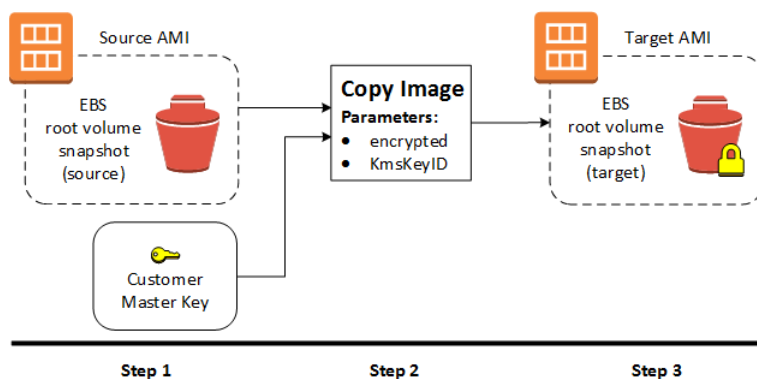 Source AMI
EBS
root volume
snapshot
(source)
Customer
Master Key
Copy Image
Parameters:
• encrypted
• KmsKeyID
Target AMI
EBS
root volume
snapshot
(target)
Step 1
Step 2
Step 3